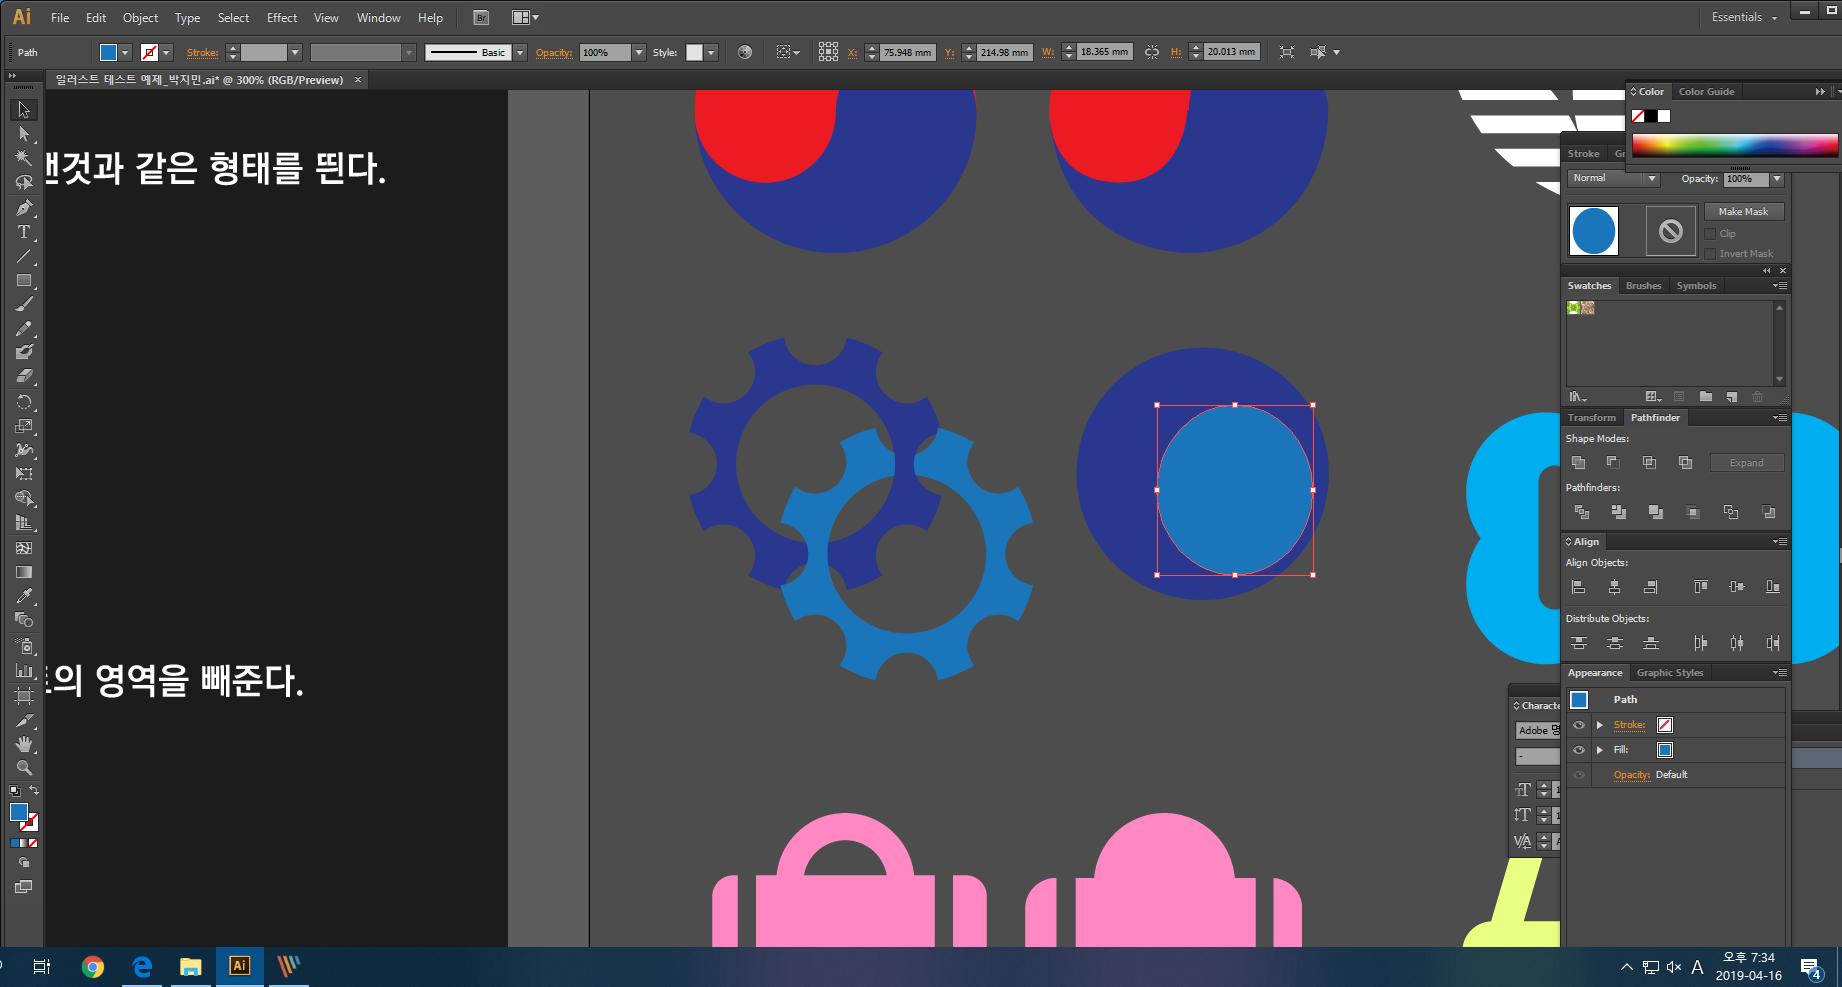 Ai File Edit Object Type Select Effect View Window Help Br Essentials
Path Stroke: Basic Opacity: 100% Style: X: 75.948 mm Y: 214.98 mm W: 18.365 mm H: 20.013 mm
일러스트 테스트 예제_박지민.ai* @ 300% (RGB/Preview) ×
Color Color Guide
Stroke
Normal Opacity: 100%
Make Mask
Clip
Invert Mask
Swatches Brushes Symbols
Transform Pathfinder
Shape Modes:
Expand
Pathfinders:
Align
Align Objects:
Distribute Objects:
Appearance Graphic Styles
Path
Stroke:
Fill:
Opacity: Default
Adobe
것과 같은 형태를 띈다.
의 영역을 빼준다.
Ai
A 오후 7:34
2019-04-16
4